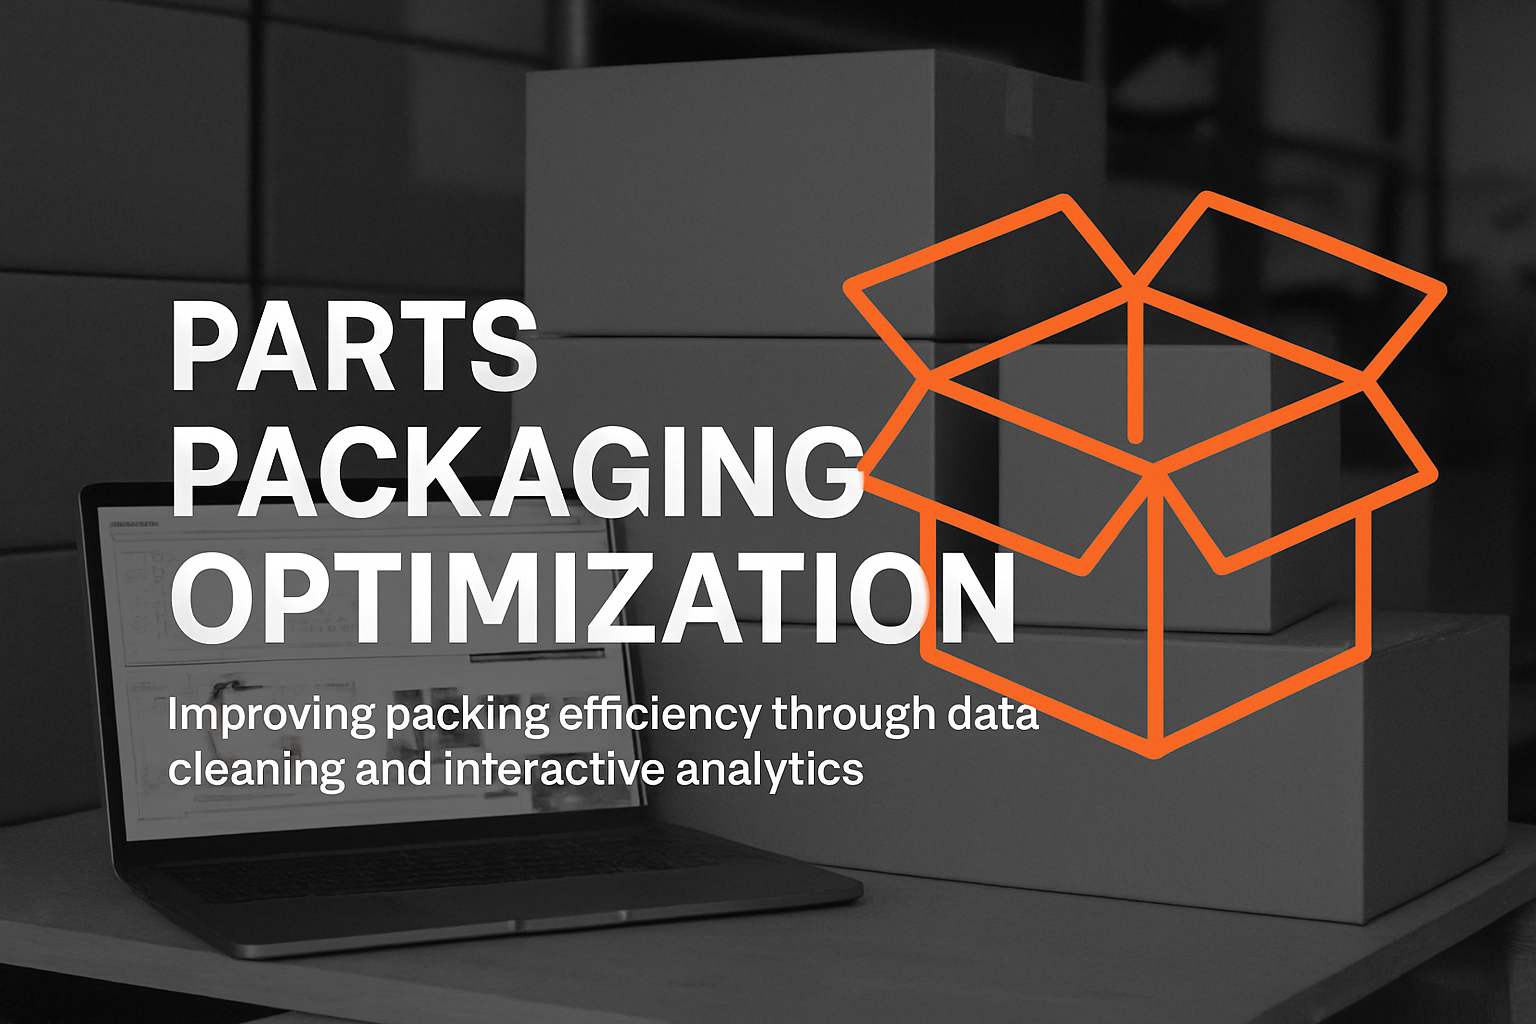 PARTS
PACKAGING
OPTIMIZATION
Improving packing efficiency through data
cleaning and interactive analytics